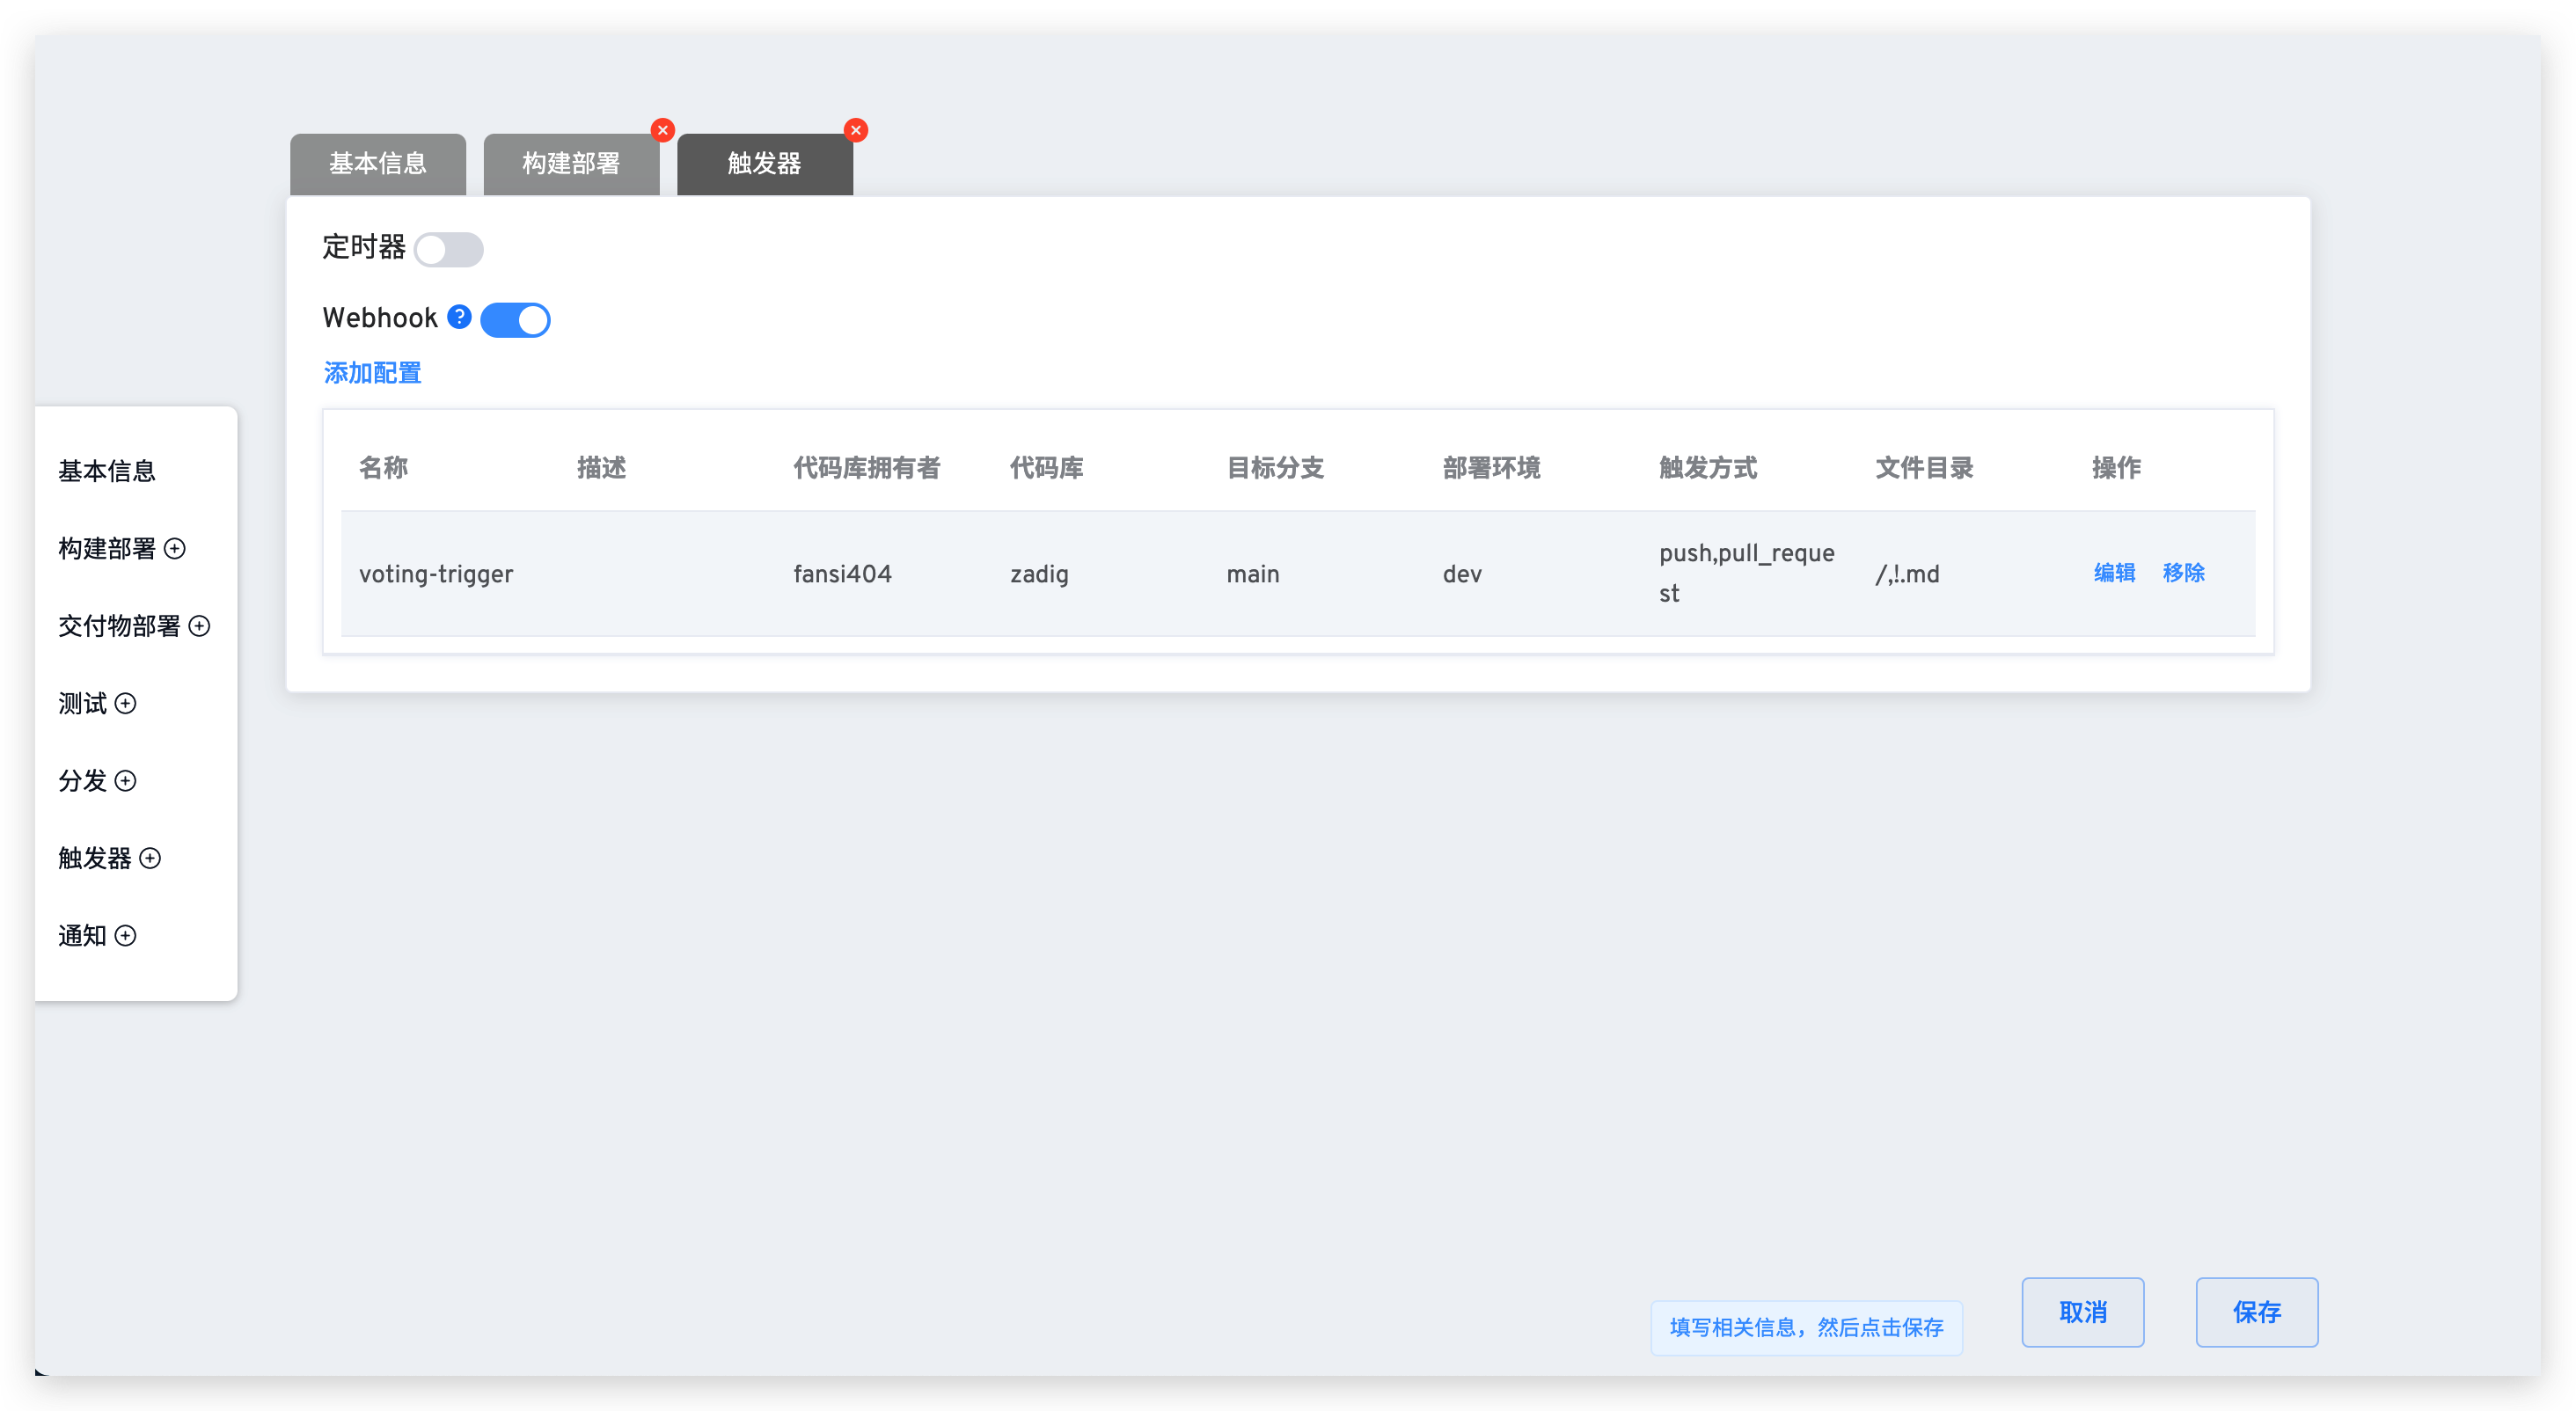 基本信息 构建部署 触发器
定时器
Webhook
添加配置
名称 描述 代码库拥有者 代码库 目标分支 部署环境 触发方式 文件目录 操作
voting-trigger fansi404 zadig main dev push,pull_reque
st /,!.md 编辑 移除
基本信息
构建部署
交付物部署
测试
分发
触发器
通知
填写相关信息，然后点击保存
取消
保存